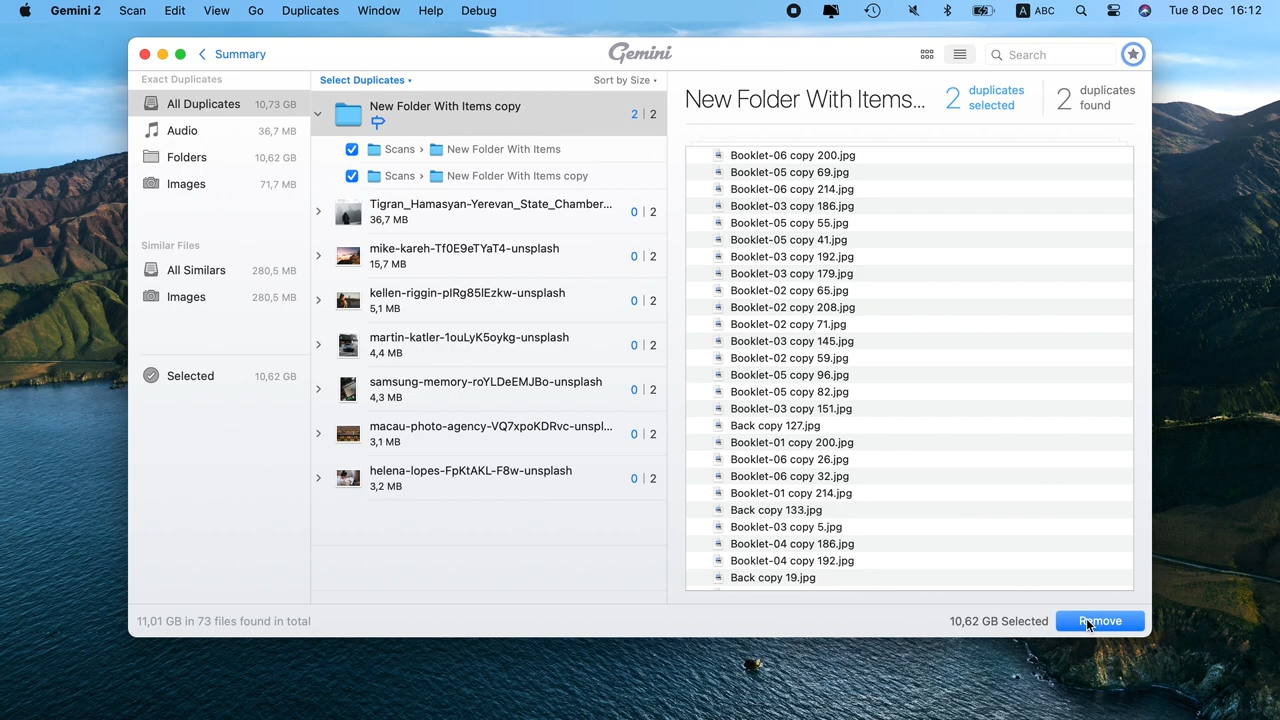 Gemini 2 Scan Edit View Go Duplicates Window Help Debug A ABC Tue 8 Dec 16:12
Summary
Gemini
Search
Exact Duplicates
All Duplicates 10,73 GB
Audio 36,7 MB
Folders 10,62 GB
Images 71,7 MB
Similar Files
All Similars 280,5 MB
Images 280,5 MB
Selected 10,62 GB
Select Duplicates
Sort by Size
New Folder With Items copy
2 | 2
Scans › New Folder With Items
Scans › New Folder With Items copy
Tigran_Hamasyan-Yerevan_State_Chamber...
36,7 MB
0 | 2
mike-kareh-Tf0E9eTYaT4-unsplash
15,7 MB
0 | 2
kellen-riggin-pIRg85IEzkw-unsplash
5,1 MB
0 | 2
martin-katler-1ouLyK5oykg-unsplash
4,4 MB
0 | 2
samsung-memory-roYLDeEMJBo-unsplash
4,3 MB
0 | 2
macau-photo-agency-VQ7xpoKDRvc-unspl...
3,1 MB
0 | 2
helena-lopes-FpKtAKL-F8w-unsplash
3,2 MB
0 | 2
New Folder With Items...
2 duplicates selected
2 duplicates found
Booklet-06 copy 200.jpg
Booklet-05 copy 69.jpg
Booklet-06 copy 214.jpg
Booklet-03 copy 186.jpg
Booklet-05 copy 55.jpg
Booklet-05 copy 41.jpg
Booklet-03 copy 192.jpg
Booklet-03 copy 179.jpg
Booklet-02 copy 65.jpg
Booklet-02 copy 208.jpg
Booklet-02 copy 71.jpg
Booklet-03 copy 145.jpg
Booklet-02 copy 59.jpg
Booklet-05 copy 96.jpg
Booklet-05 copy 82.jpg
Booklet-03 copy 151.jpg
Back copy 127.jpg
Booklet-01 copy 200.jpg
Booklet-06 copy 26.jpg
Booklet-06 copy 32.jpg
Booklet-01 copy 214.jpg
Back copy 133.jpg
Booklet-03 copy 5.jpg
Booklet-04 copy 186.jpg
Booklet-04 copy 192.jpg
Back copy 19.jpg
11,01 GB in 73 files found in total
10,62 GB Selected
Remove